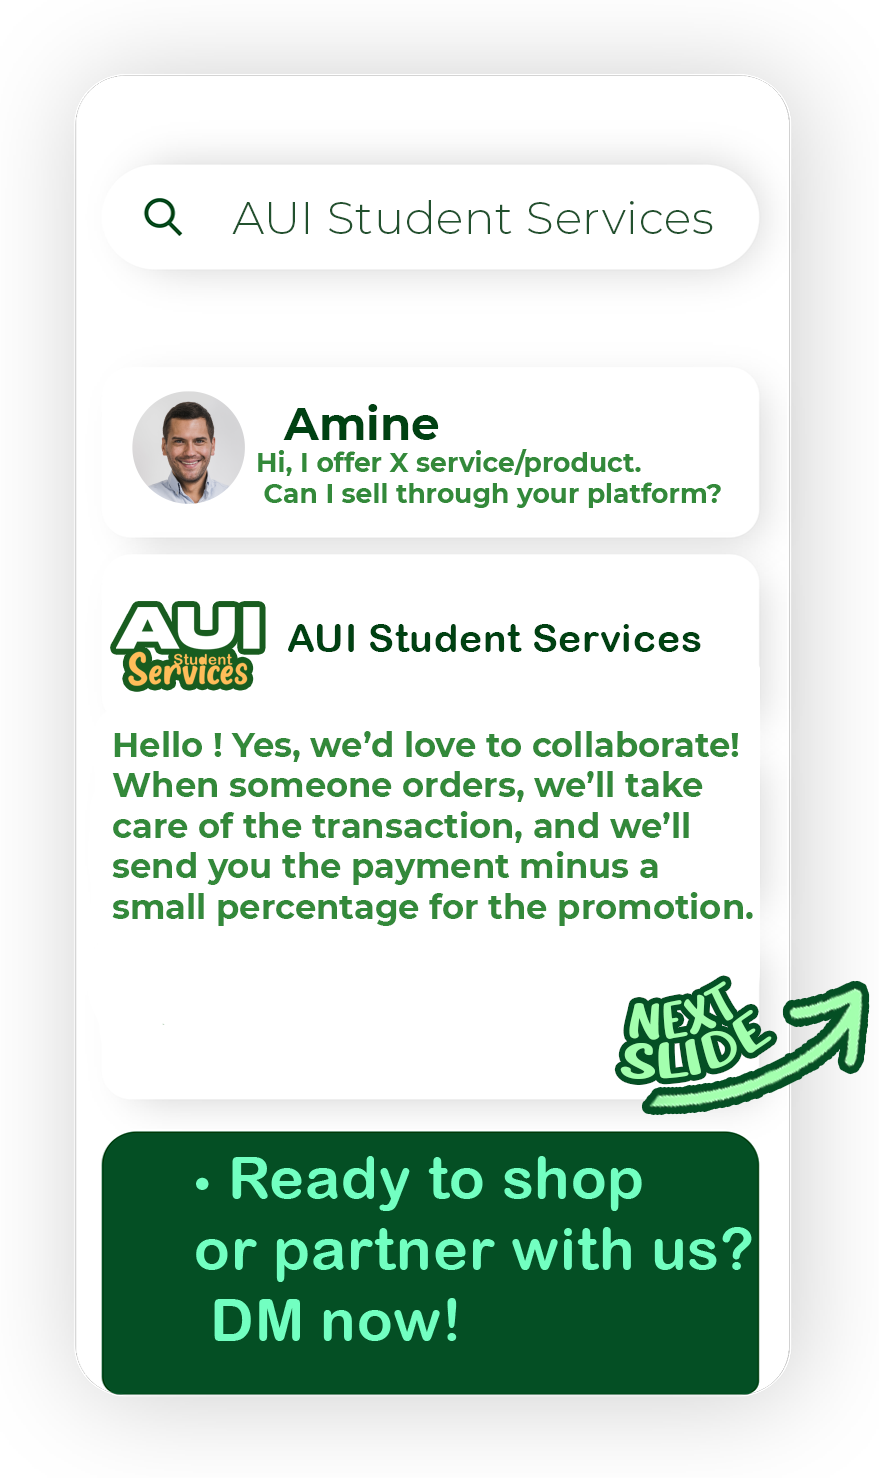 AUI Student Services
Amine
Hi, I offer X service/product.
Can I sell through your platform?
AUI
Student
Services
AUI Student Services
Hello ! Yes, we’d love to collaborate!
When someone orders, we’ll take
care of the transaction, and we’ll
send you the payment minus a
small percentage for the promotion.
NEXT
SLIDE
• Ready to shop
or partner with us?
DM now!